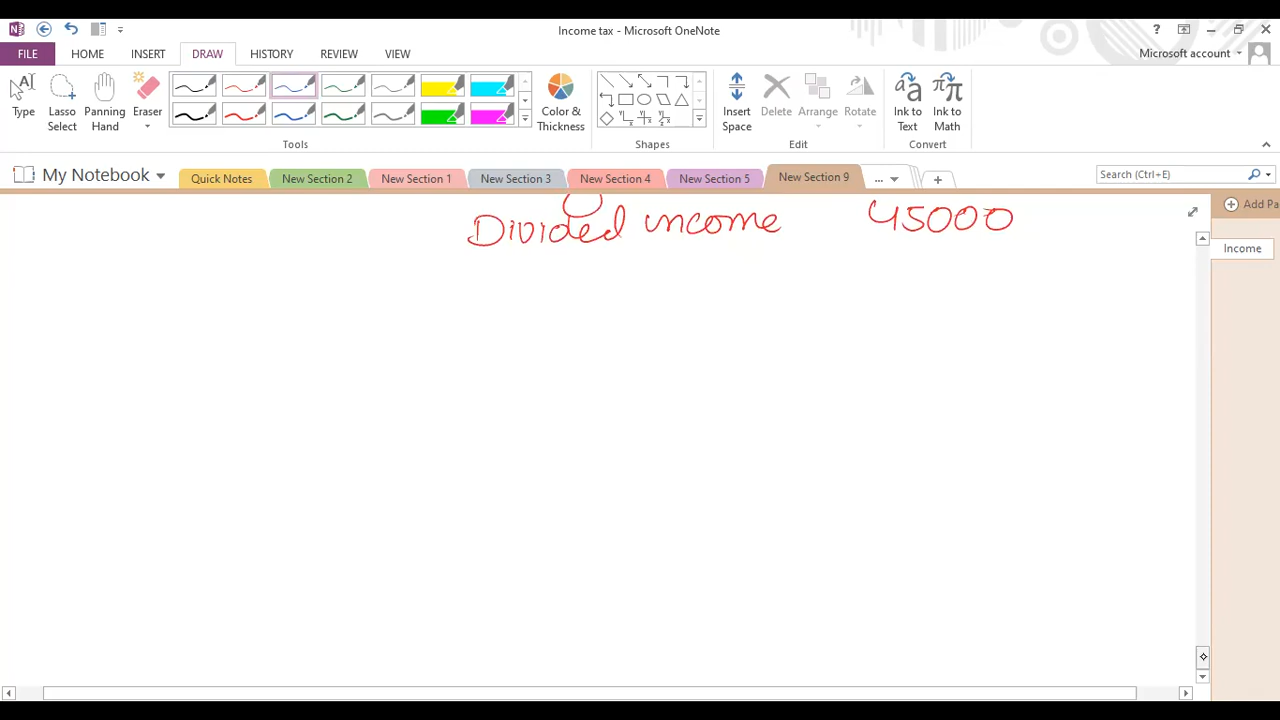 Income tax - Microsoft OneNote
?
FILE HOME INSERT DRAW HISTORY REVIEW VIEW
Microsoft account
Type
Lasso Select
Panning Hand
Eraser
Color & Thickness
Insert Space
Delete
Arrange
Rotate
Ink to Text
Ink to Math
Tools Shapes Edit Convert
My Notebook Quick Notes New Section 2 New Section 1 New Section 3 New Section 4 New Section 5 New Section 9 ... Search (Ctrl+E)
Add Pa
Divided income 45000
Income